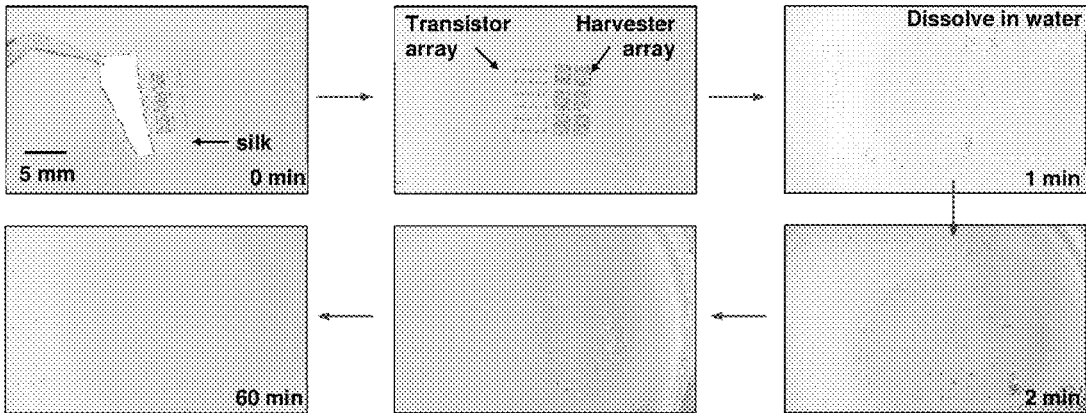 silk
5 mm
0 min
Transistor
array
Harvester
array
Dissolve in water
1 min
2 min
60 min